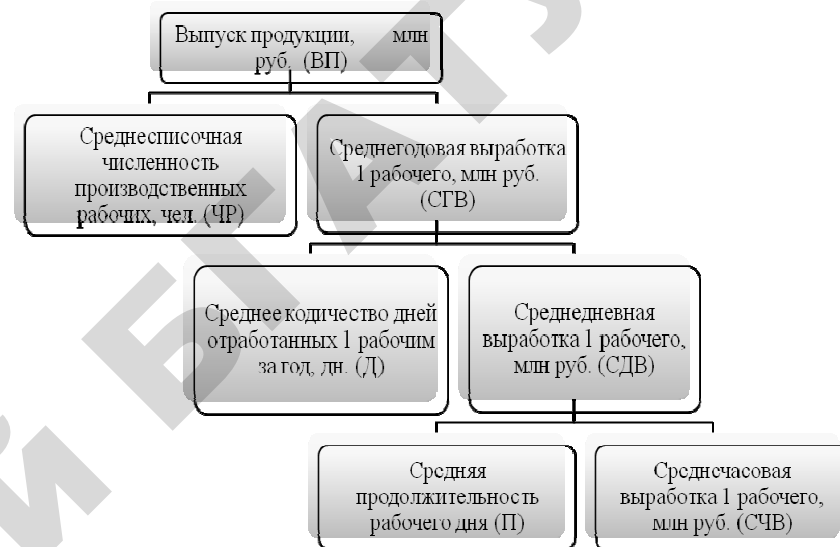 Выпуск продукции, млн
руб. (ВП)
Среднесписочная
численность
производственных
рабочих, чел. (ЧР)
Среднегодовая выработка
1 рабочего, млн руб.
(СГВ)
Среднее кодичество дней
отработанных 1 рабочим
за год, дн. (Д)
Среднедневная
выработка 1 рабочего,
млн руб. (СДВ)
Средняя
продолжительность
рабочего дня (П)
Среднечасовая
выработка 1 рабочего,
млн руб. (СЧВ)
Й БГАТУ